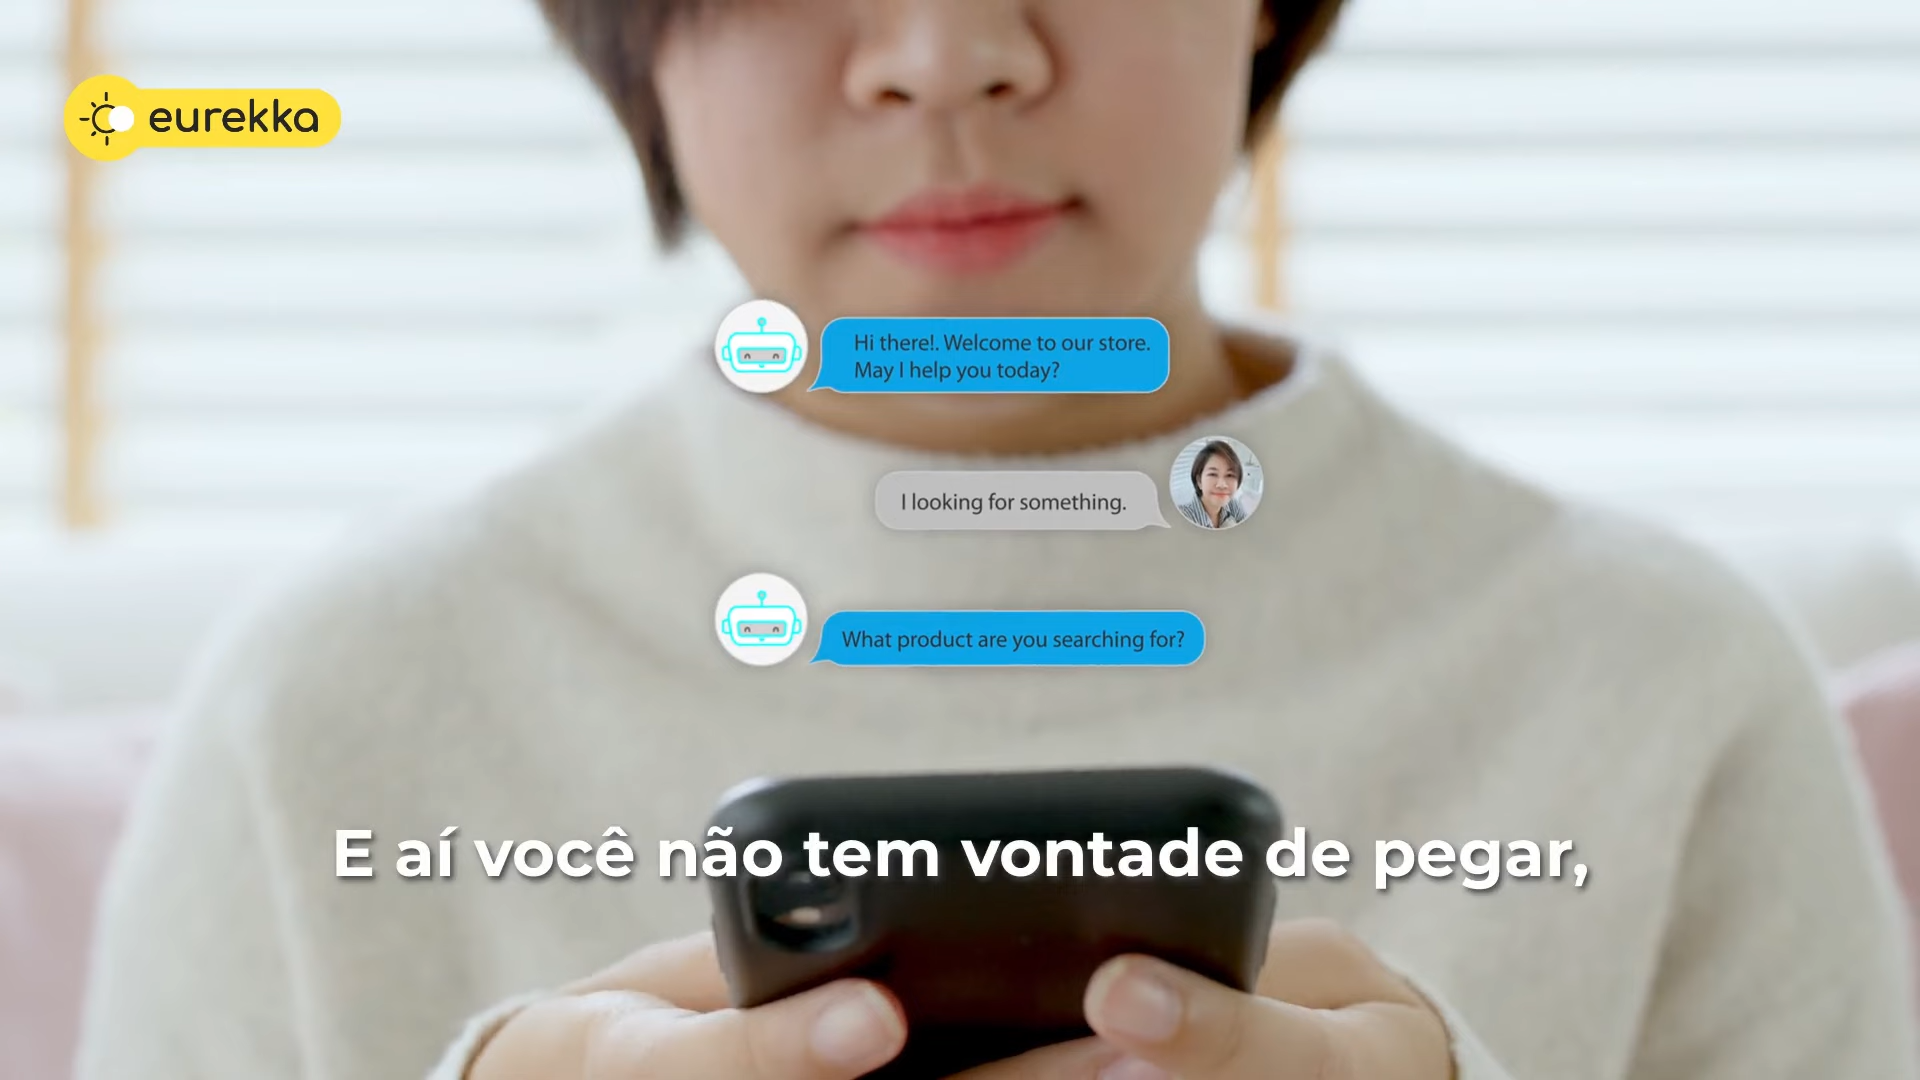 eurekka
Hi there!. Welcome to our store.
May I help you today?
I looking for something.
What product are you searching for?
E aí você não tem vontade de pegar,